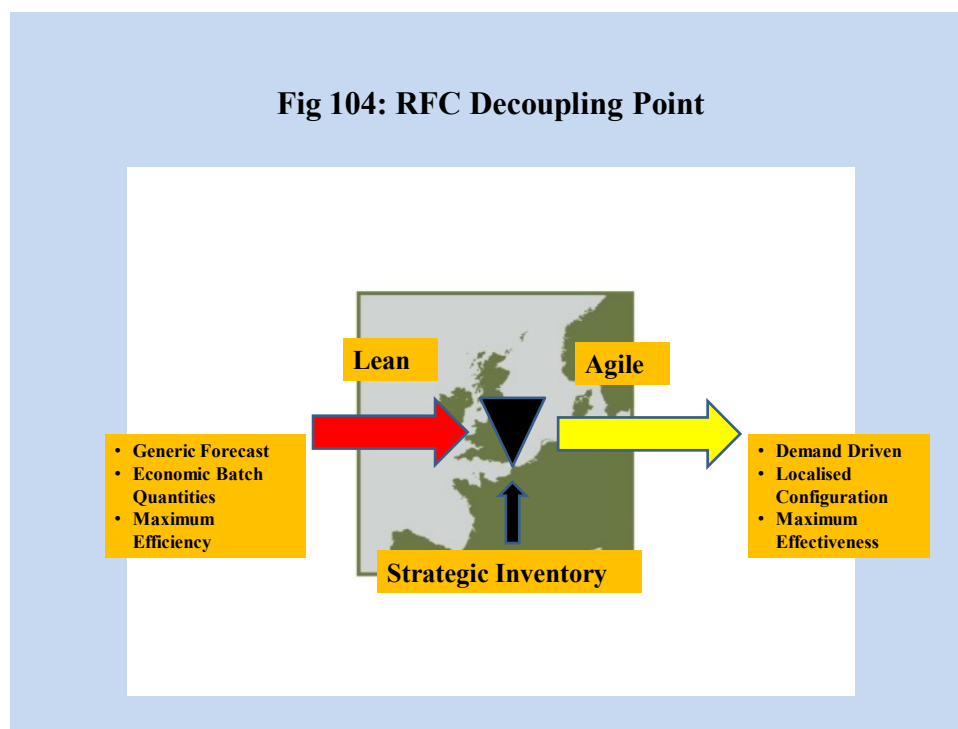 Fig 104: RFC Decoupling Point
Lean
Agile
• Generic Forecast
• Economic Batch
Quantities
• Maximum
Efficiency
• Demand Driven
• Localised
Configuration
• Maximum
Effectiveness
Strategic Inventory